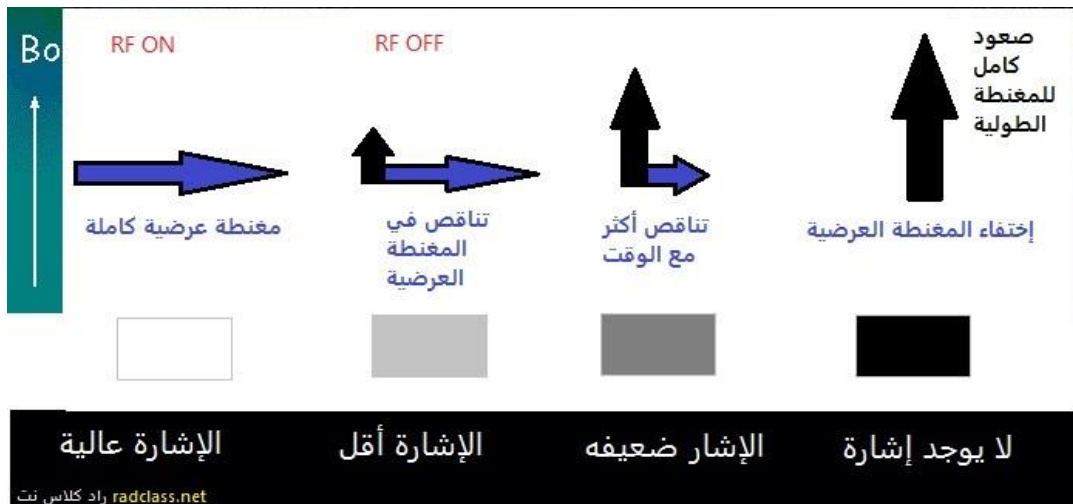 Bo
RF ON
RF OFF
صعود
كامل
للمغنطة
الطولية
مغنطة عرضية كاملة
تناقص في
المغنطة
العرضية
تناقص أكثر
مع الوقت
إختفاء المغنطة العرضية
الإشارة عالية
الإشارة أقل
الإشار ضعيفه
لا يوجد إشارة
راد كلاس نت radclass.net